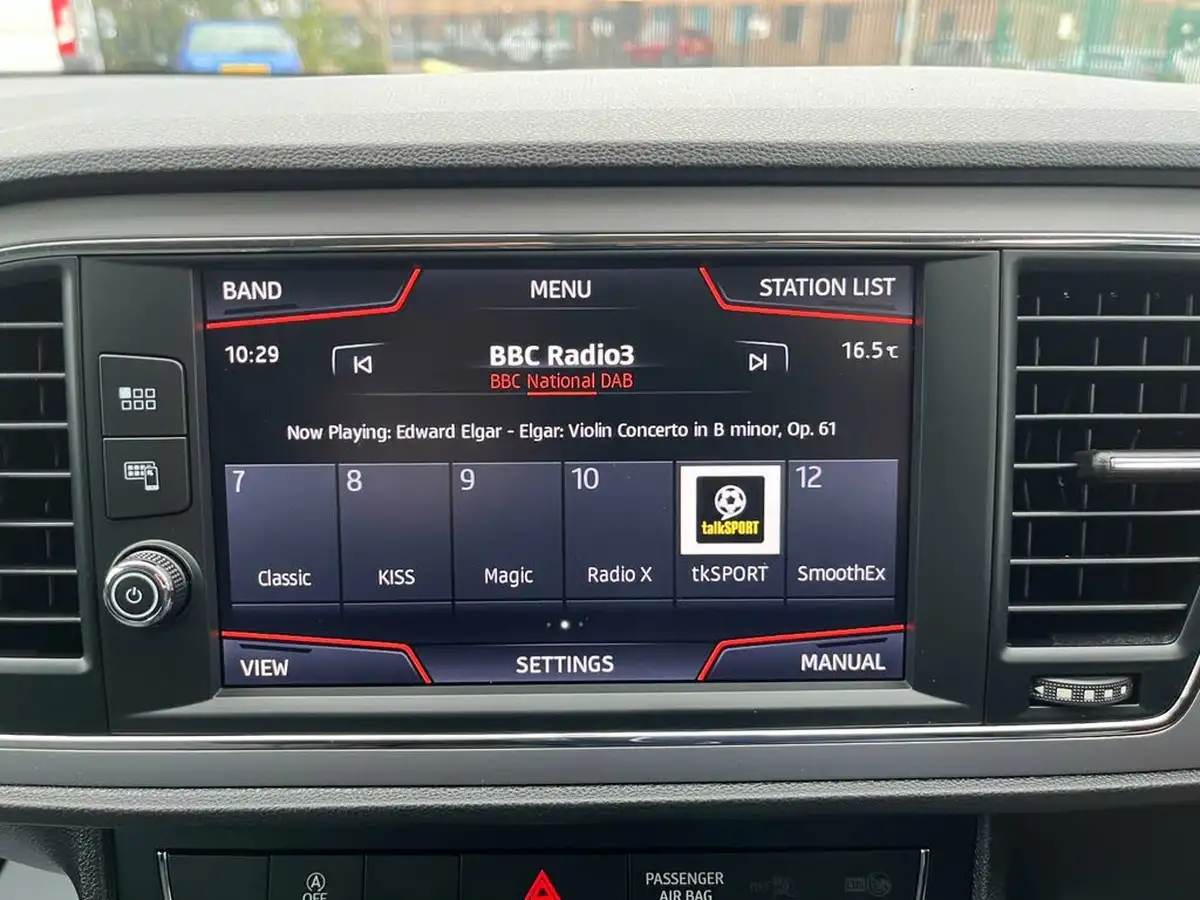 BAND MENU STATION LIST
10:29 BBC Radio3 16.5°C
BBC National DAB
Now Playing: Edward Elgar - Elgar: Violin Concerto in B minor, Op. 61
7 8 9 10 12
talkSPORT
Classic KISS Magic Radio X tkSPORT SmoothEx
VIEW SETTINGS MANUAL
A
OFF
PASSENGER
AIR BAG